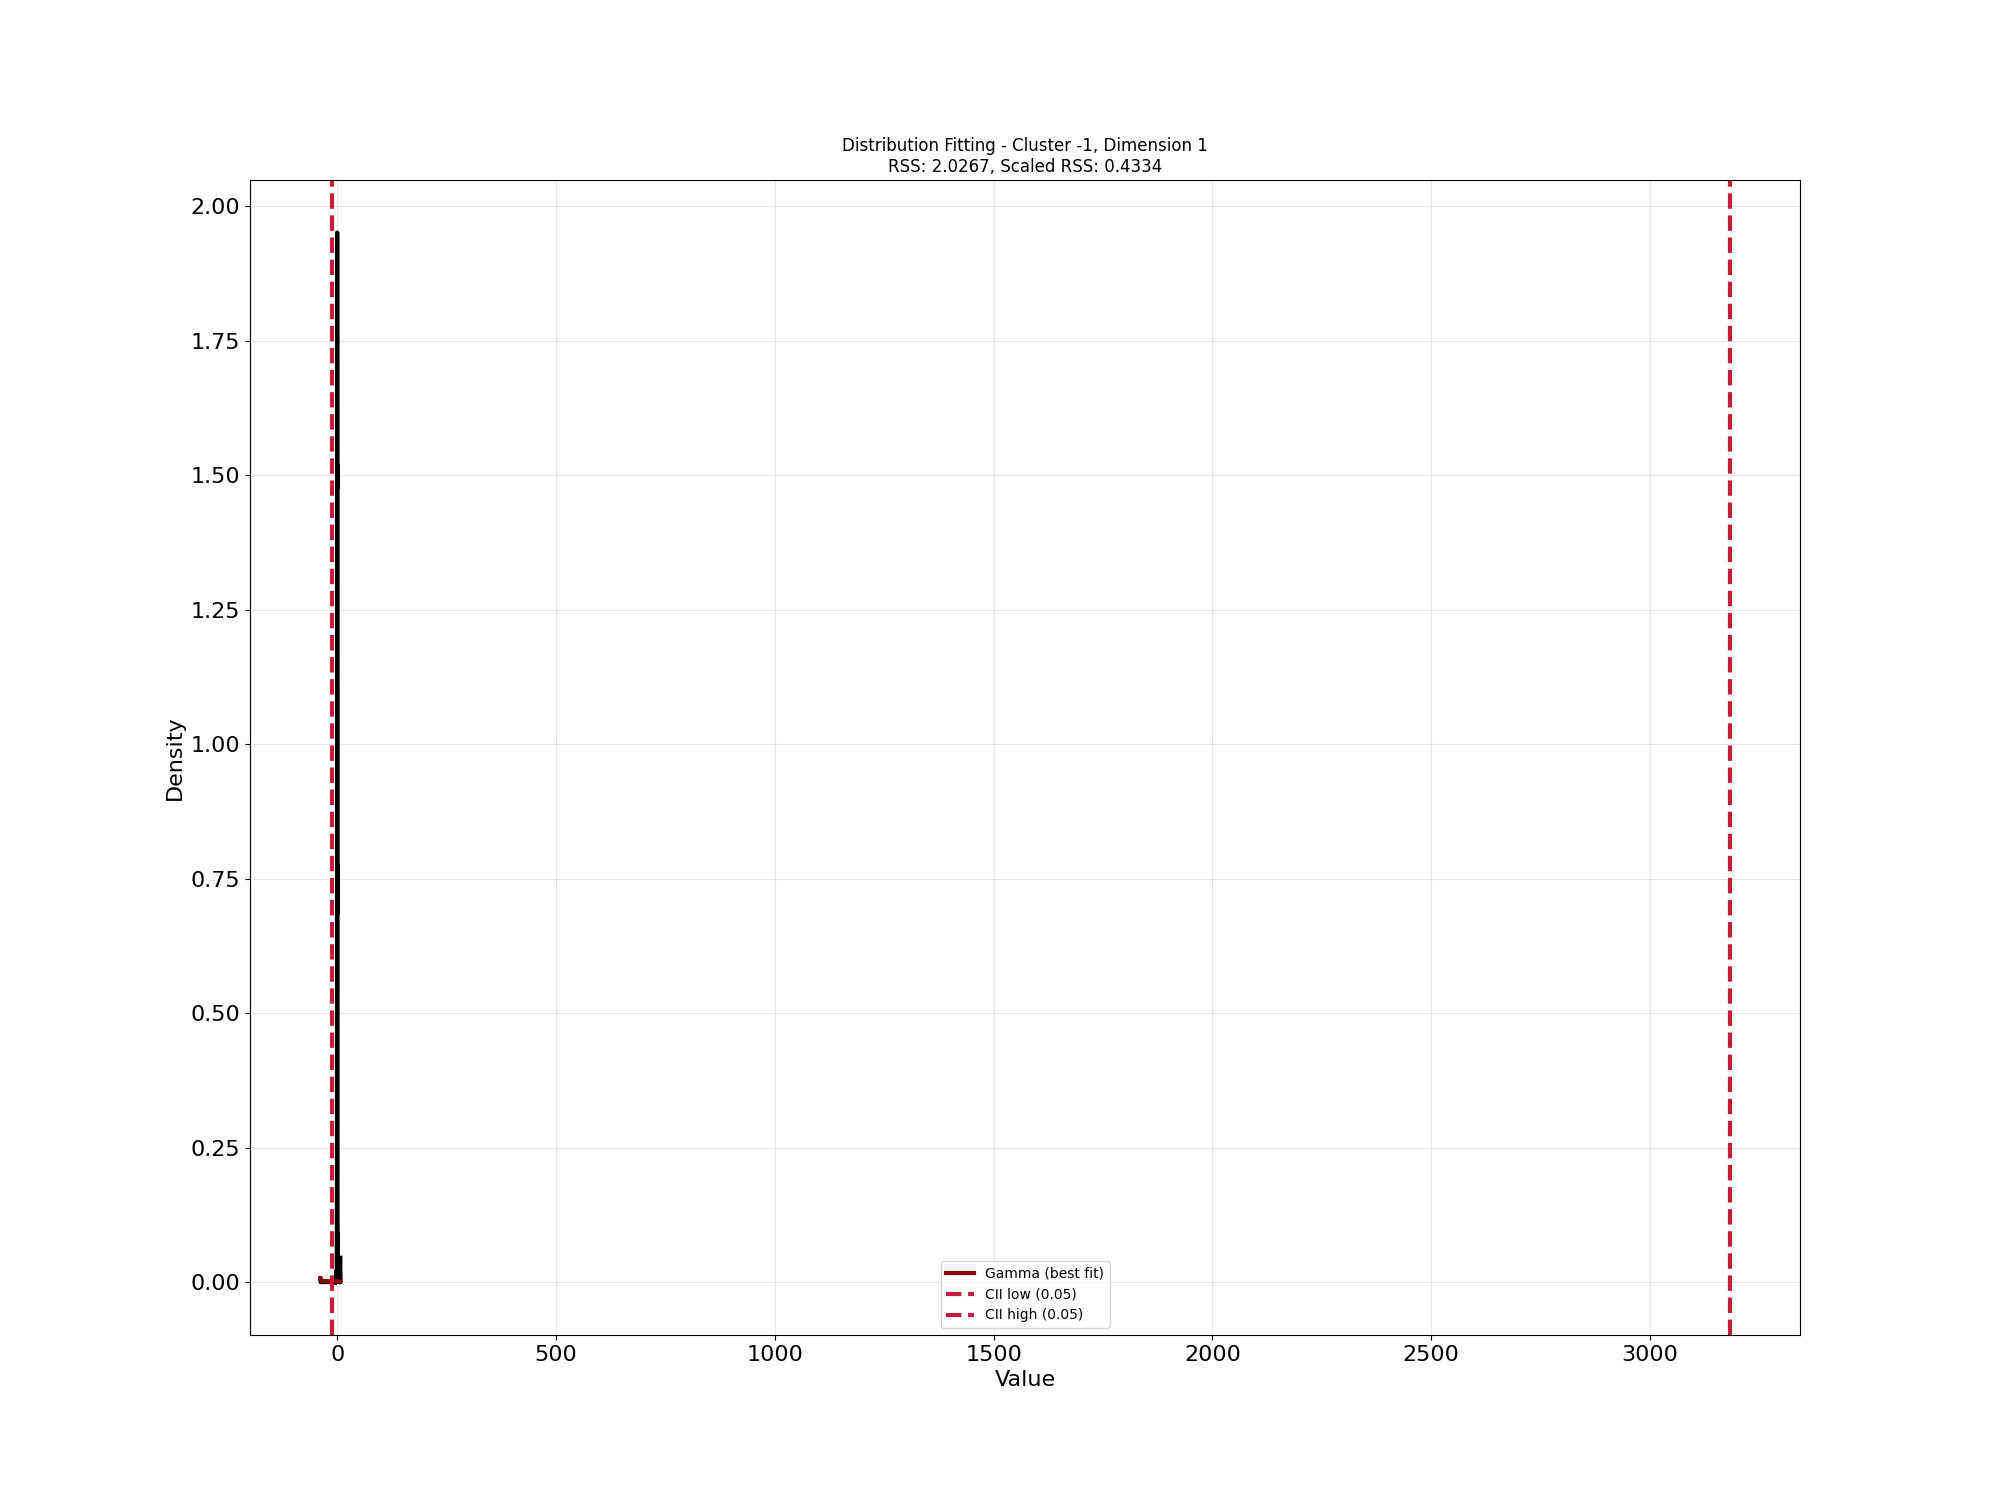 Distribution Fitting - Cluster -1, Dimension 1
RSS: 2.0267, Scaled RSS: 0.4334
2.00
1.75
1.50
1.25
1.00
0.75
0.50
0.25
0.00
Density
Gamma (best fit)
CII low (0.05)
CII high (0.05)
0 500 1000 1500 2000 2500 3000
Value